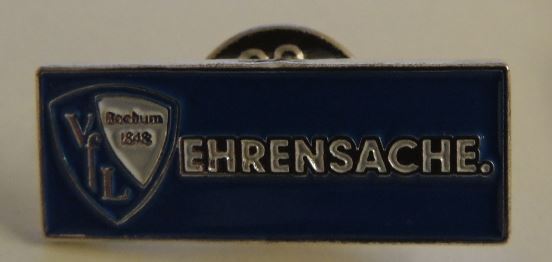 VfL
Bochum
1848
EHRENSACHE.